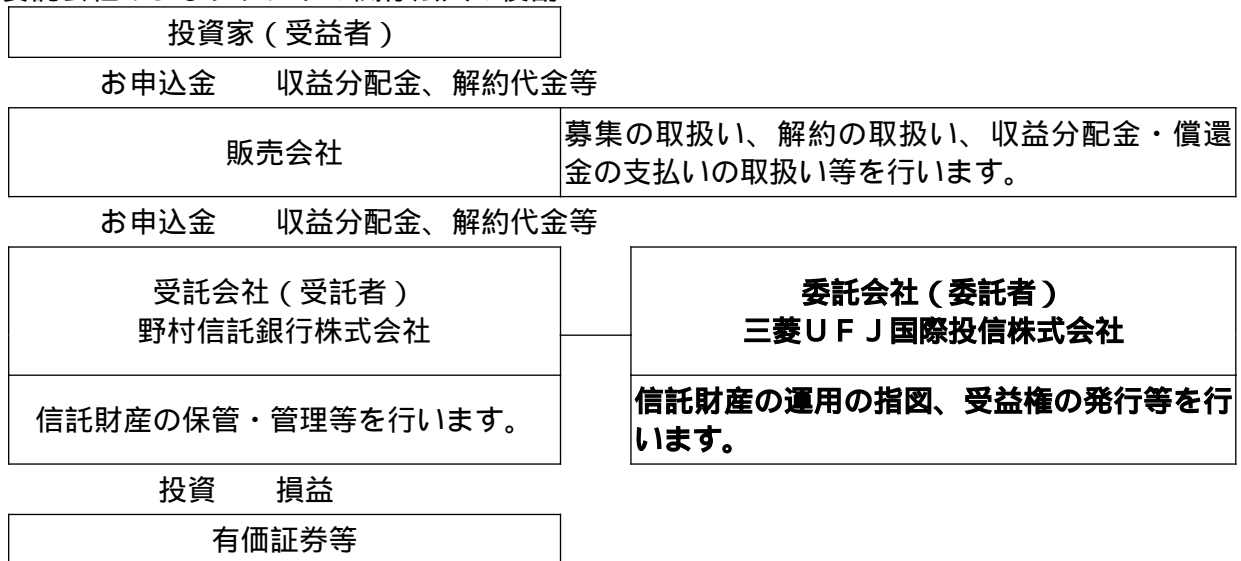 投資家（受益者）
お申込金　　収益分配金、解約代金等
販売会社
募集の取扱い、解約の取扱い、収益分配金・償還
金の支払いの取扱い等を行います。
お申込金　　収益分配金、解約代金等
受託会社（受託者）
野村信託銀行株式会社
信託財産の保管・管理等を行います。
委託会社（委託者）
三菱ＵＦＪ国際投信株式会社
信託財産の運用の指図、受益権の発行等を行
います。
投資　　損益
有価証券等